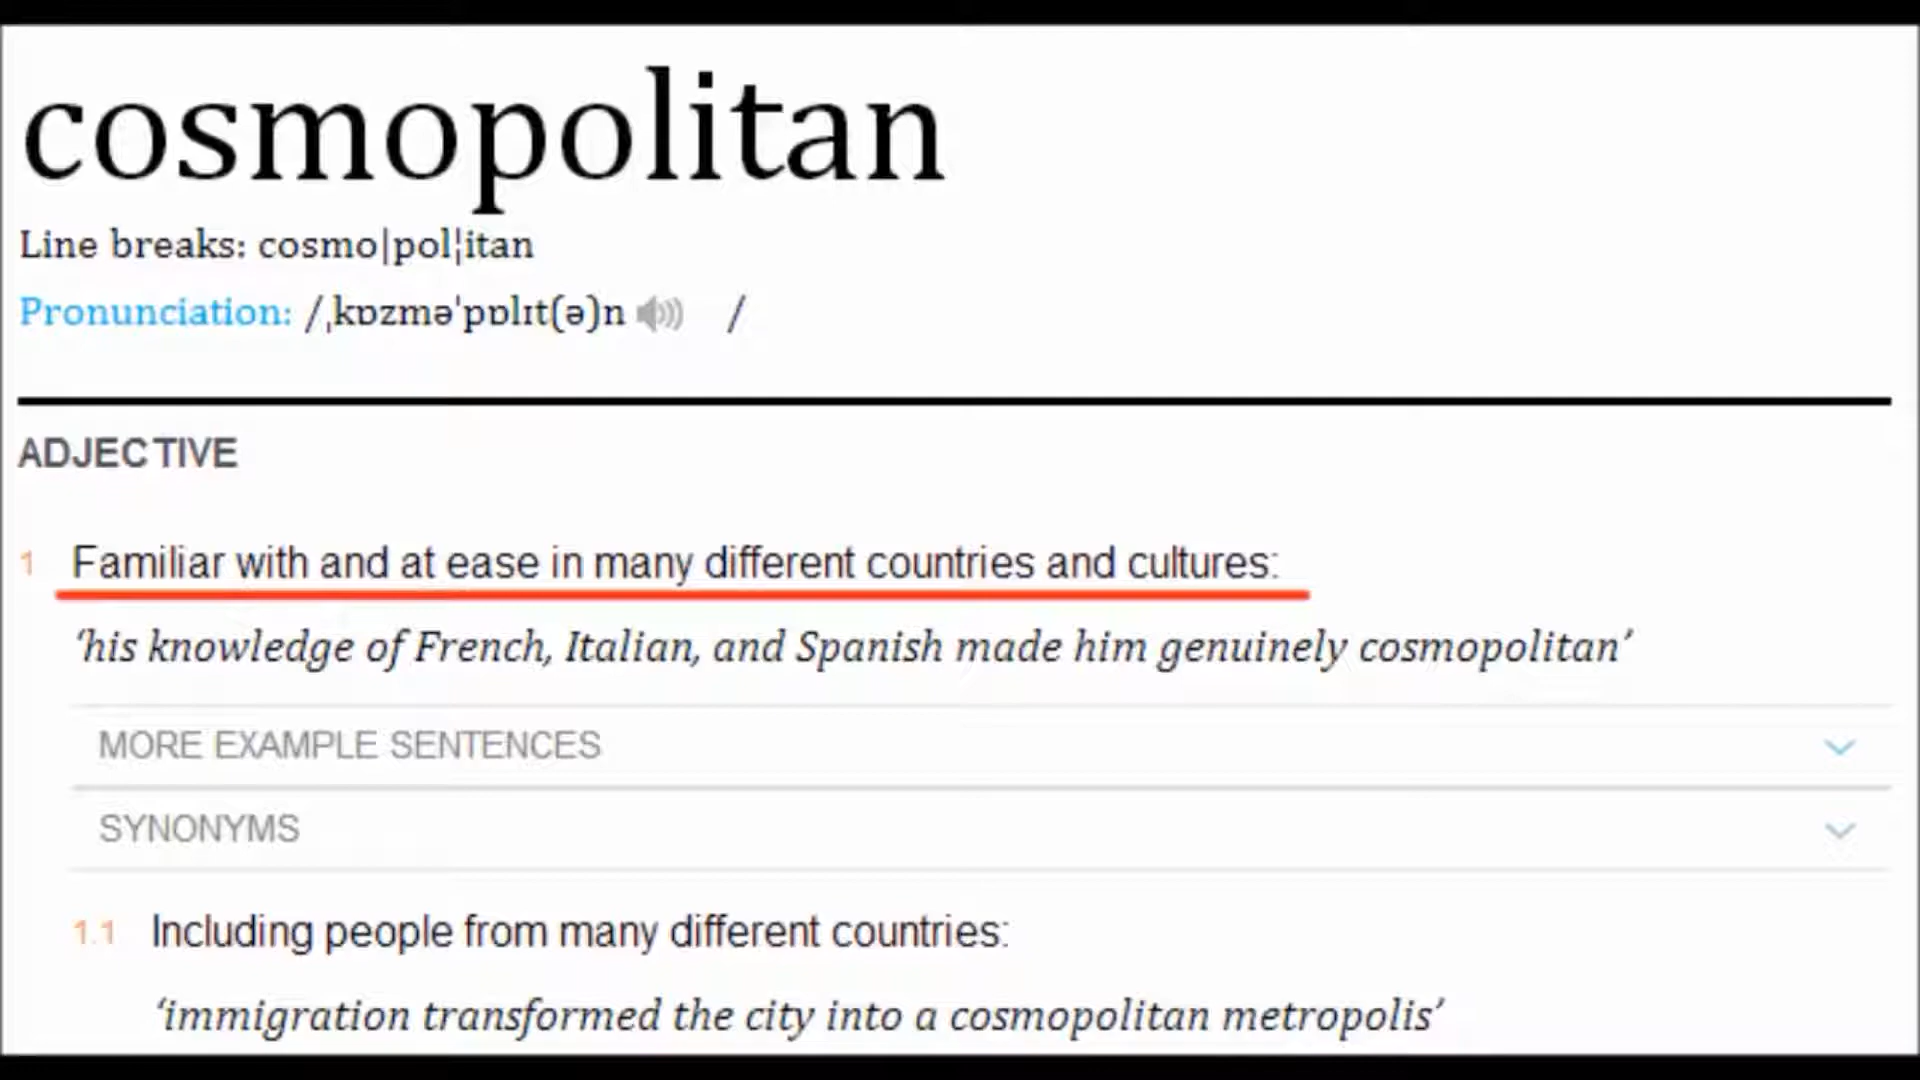 cosmopolitan
Line breaks: cosmo|pol¦itan
Pronunciation: /ˌkɒzməˈpɒlɪt(ə)n /
ADJECTIVE
1 Familiar with and at ease in many different countries and cultures:
‘his knowledge of French, Italian, and Spanish made him genuinely cosmopolitan’
MORE EXAMPLE SENTENCES
SYNONYMS
1.1 Including people from many different countries:
‘immigration transformed the city into a cosmopolitan metropolis’